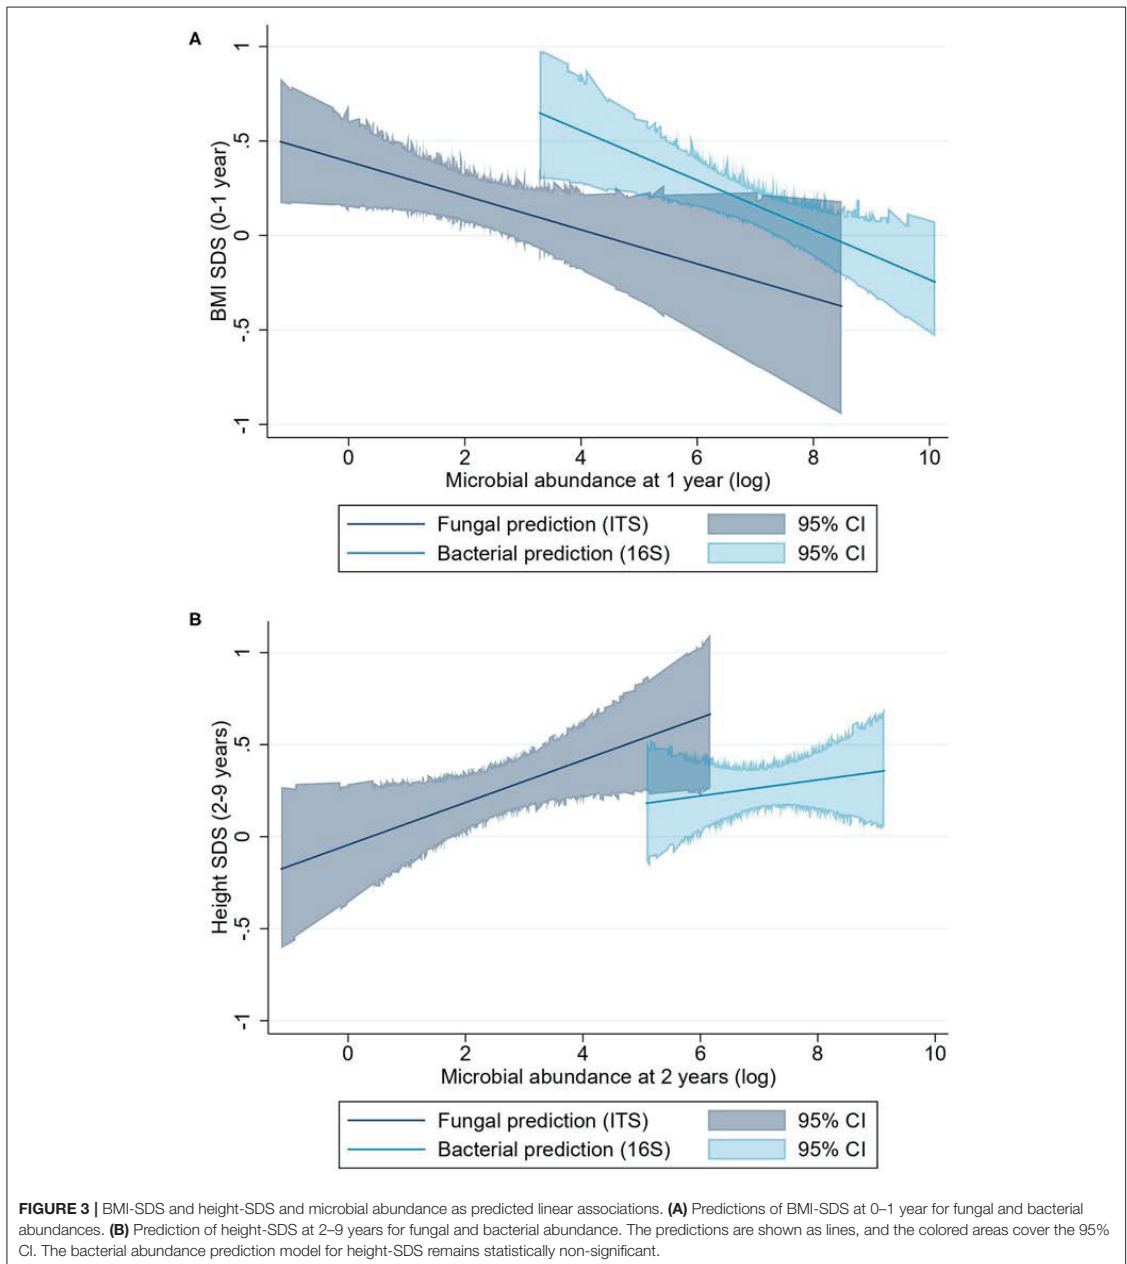 A
1
.5
0
-.5
-1
BMI SDS (0-1 year)
0 2 4 6 8 10
Microbial abundance at 1 year (log)
Fungal prediction (ITS) 95% CI
Bacterial prediction (16S) 95% CI
B
1
.5
0
-.5
-1
Height SDS (2-9 years)
0 2 4 6 8 10
Microbial abundance at 2 years (log)
Fungal prediction (ITS) 95% CI
Bacterial prediction (16S) 95% CI
FIGURE 3 | BMI-SDS and height-SDS and microbial abundance as predicted linear associations. (A) Predictions of BMI-SDS at 0–1 year for fungal and bacterial
abundances. (B) Prediction of height-SDS at 2–9 years for fungal and bacterial abundance. The predictions are shown as lines, and the colored areas cover the 95%
CI. The bacterial abundance prediction model for height-SDS remains statistically non-significant.